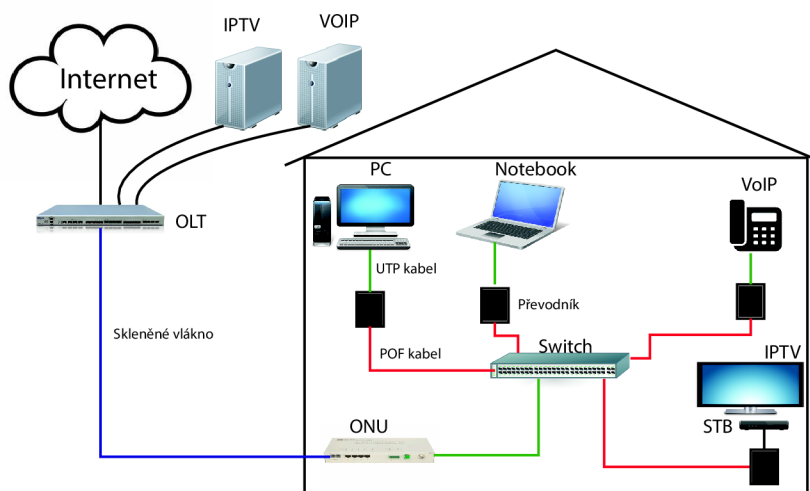 IPTV
VOIP
Internet
PC
Notebook
VoIP
OLT
UTP kabel
Převodník
Skleněné vlákno
POF kabel
Switch
IPTV
STB
ONU